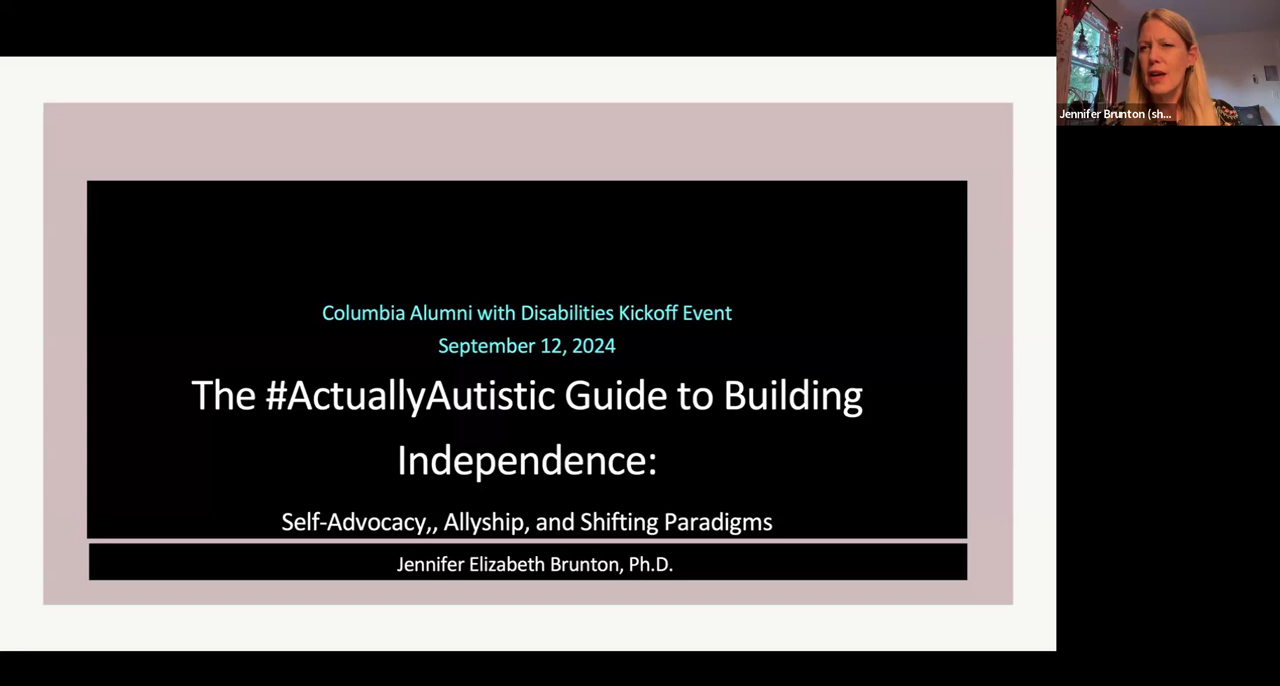 Columbia Alumni with Disabilities Kickoff Event
September 12, 2024
The #ActuallyAutistic Guide to Building
Independence:
Self-Advocacy,, Allyship, and Shifting Paradigms
Jennifer Elizabeth Brunton, Ph.D.
Jennifer Brunton (sh...